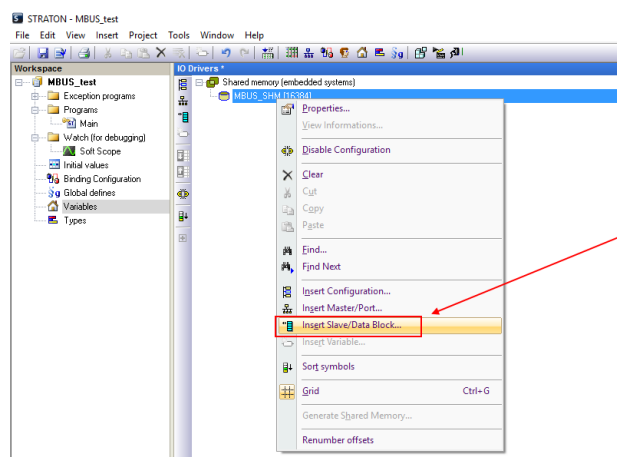 STRATON - MBUS_test
File Edit View Insert Project Tools Window Help
Workspace
IO Drivers *
MBUS_test
Exception programs
Programs
Main
Watch (for debugging)
Soft Scope
Initial values
Binding Configuration
Global defines
Variables
Types
Shared memory (embedded systems)
MBUS_SHM [16384]
Properties...
View Informations...
Disable Configuration
Clear
Cut
Copy
Paste
Find...
Find Next
Insert Configuration...
Insert Master/Port...
Insert Slave/Data Block...
Insert Variable...
Sort symbols
Grid Ctrl+G
Generate Shared Memory...
Renumber offsets